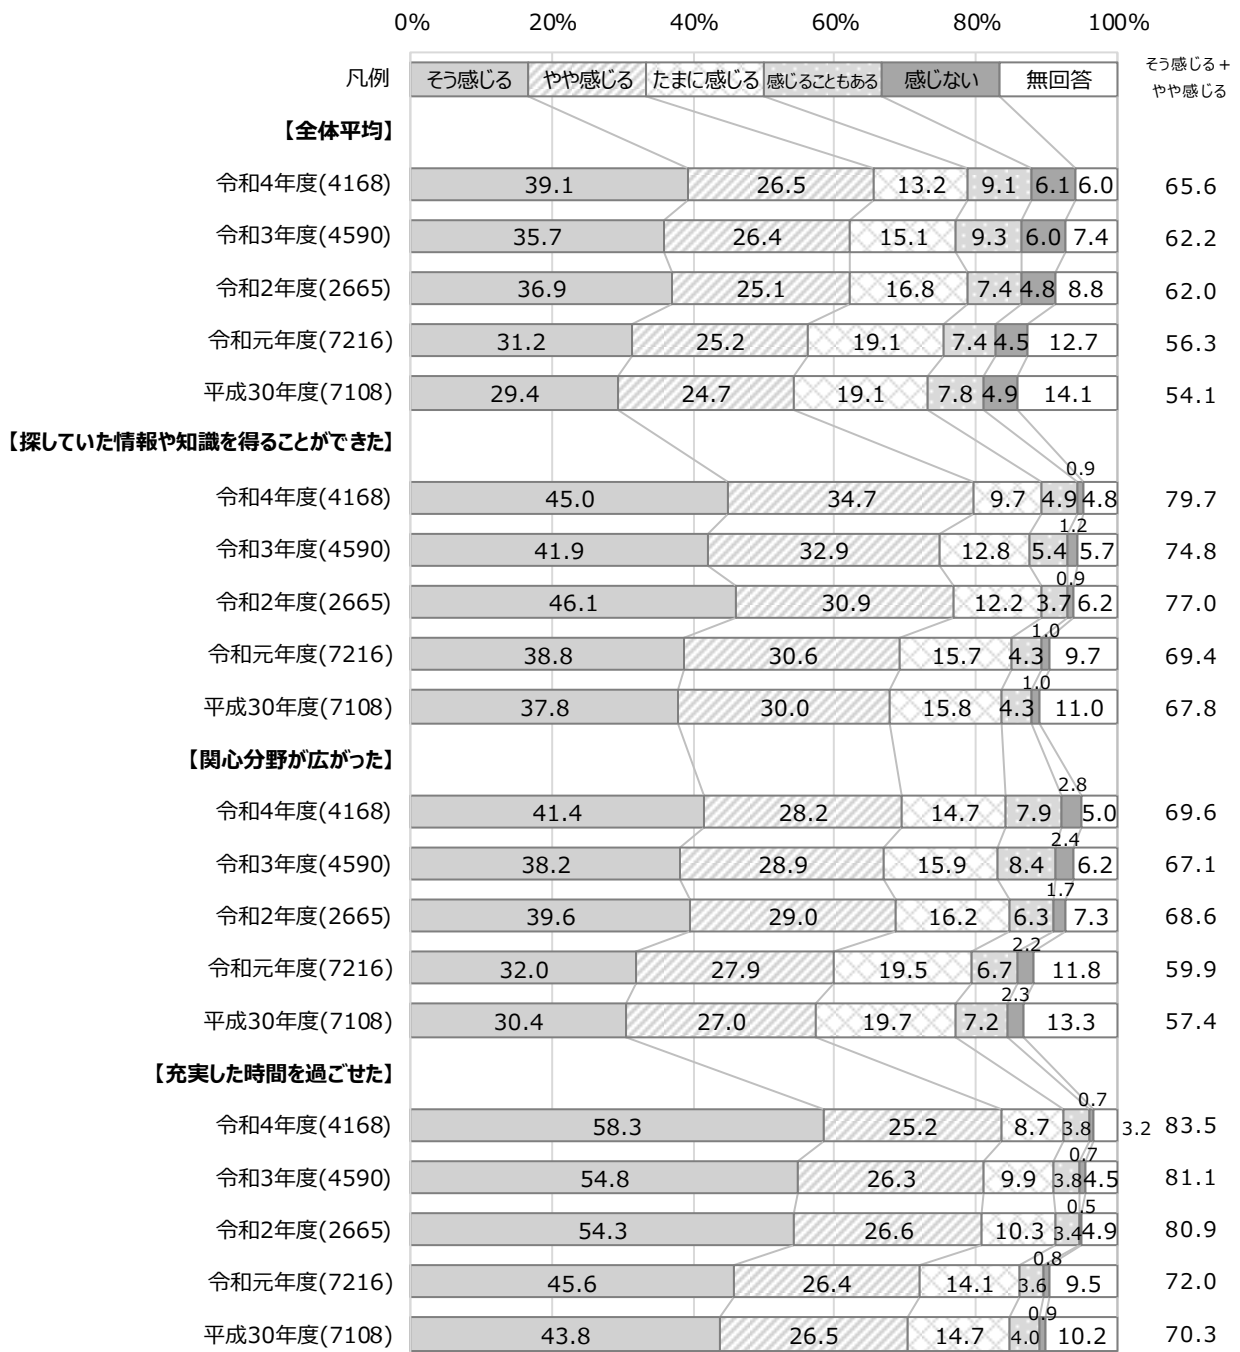 0% 20% 40% 60% 80% 100%
そう感じる+
やや感じる
凡例 そう感じる やや感じる たまに感じる 感じることもある 感じない 無回答
【全体平均】
令和4年度(4168) 39.1 26.5 13.2 9.1 6.1 6.0 65.6
令和3年度(4590) 35.7 26.4 15.1 9.3 6.0 7.4 62.2
令和2年度(2665) 36.9 25.1 16.8 7.4 4.8 8.8 62.0
令和元年度(7216) 31.2 25.2 19.1 7.4 4.5 12.7 56.3
平成30年度(7108) 29.4 24.7 19.1 7.8 4.9 14.1 54.1
【探していた情報や知識を得ることができた】
令和4年度(4168) 45.0 34.7 9.7 4.9 0.9 4.8 79.7
令和3年度(4590) 41.9 32.9 12.8 5.4 1.2 5.7 74.8
令和2年度(2665) 46.1 30.9 12.2 3.7 0.9 6.2 77.0
令和元年度(7216) 38.8 30.6 15.7 4.3 1.0 9.7 69.4
平成30年度(7108) 37.8 30.0 15.8 4.3 1.0 11.0 67.8
【関心分野が広がった】
令和4年度(4168) 41.4 28.2 14.7 7.9 2.8 5.0 69.6
令和3年度(4590) 38.2 28.9 15.9 8.4 2.4 6.2 67.1
令和2年度(2665) 39.6 29.0 16.2 6.3 1.7 7.3 68.6
令和元年度(7216) 32.0 27.9 19.5 6.7 2.2 11.8 59.9
平成30年度(7108) 30.4 27.0 19.7 7.2 2.3 13.3 57.4
【充実した時間を過ごせた】
令和4年度(4168) 58.3 25.2 8.7 3.8 0.7 3.2 83.5
令和3年度(4590) 54.8 26.3 9.9 3.8 0.7 4.5 81.1
令和2年度(2665) 54.3 26.6 10.3 3.4 0.5 4.9 80.9
令和元年度(7216) 45.6 26.4 14.1 3.6 0.8 9.5 72.0
平成30年度(7108) 43.8 26.5 14.7 4.0 0.9 10.2 70.3